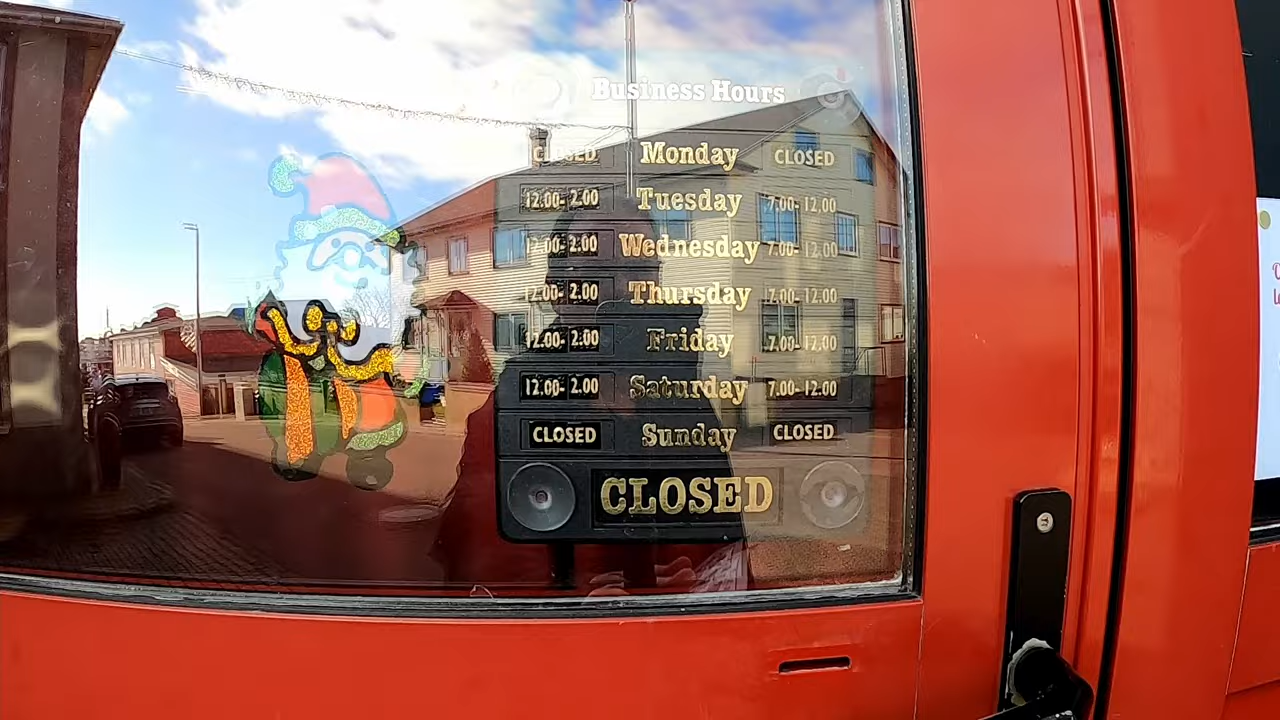 Business Hours
CLOSED Monday CLOSED
12.00- 2.00 Tuesday 7.00- 12.00
12.00- 2.00 Wednesday 7.00- 12.00
12.00- 2.00 Thursday 7.00- 12.00
12.00- 2.00 Friday 7.00- 12.00
12.00- 2.00 Saturday 7.00- 12.00
CLOSED Sunday CLOSED
CLOSED